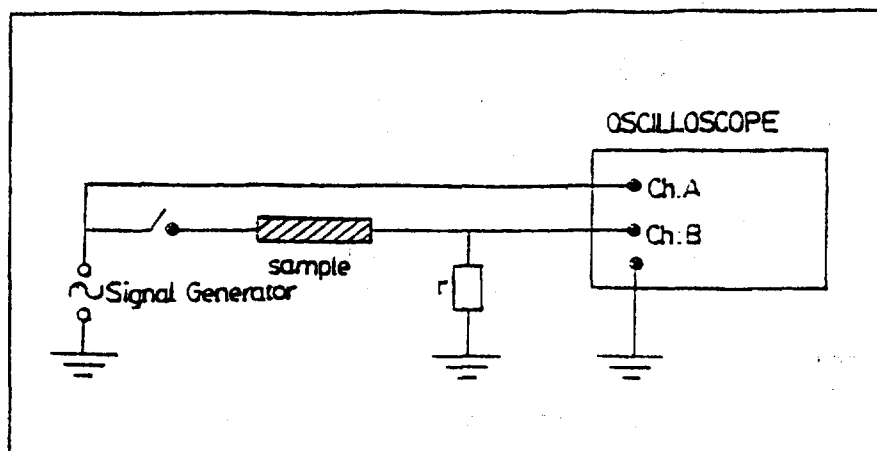 OSCILLOSCOPE
Ch.A
Ch.B
sample
Signal Generator
r